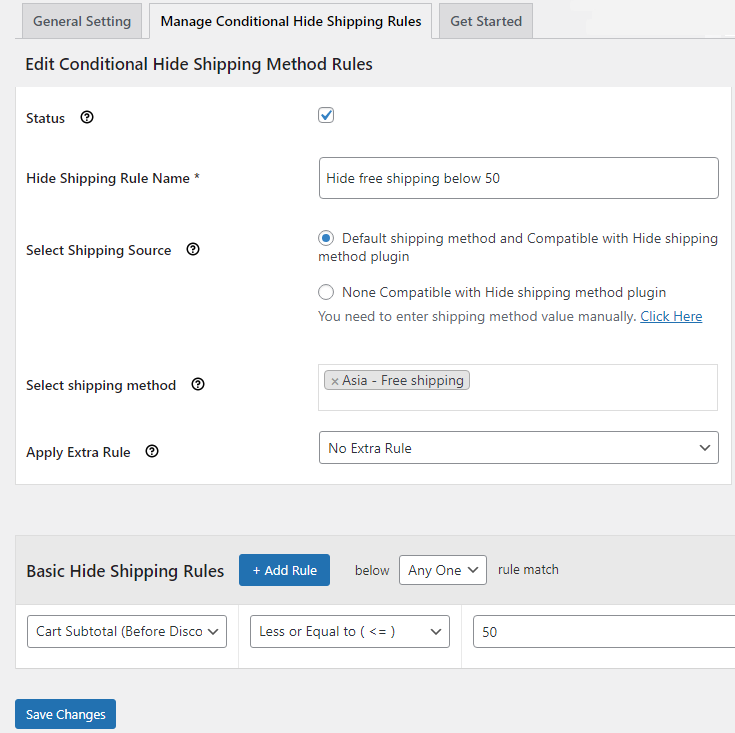 General Setting
Manage Conditional Hide Shipping Rules
Get Started
Edit Conditional Hide Shipping Method Rules
Status
Hide Shipping Rule Name *
Hide free shipping below 50
Select Shipping Source
Default shipping method and Compatible with Hide shipping
method plugin
None Compatible with Hide shipping method plugin
You need to enter shipping method value manually. Click Here
Select shipping method
× Asia - Free shipping
Apply Extra Rule
No Extra Rule
Basic Hide Shipping Rules
+ Add Rule
below
Any One
rule match
Cart Subtotal (Before Disco
Less or Equal to ( <= )
50
Save Changes